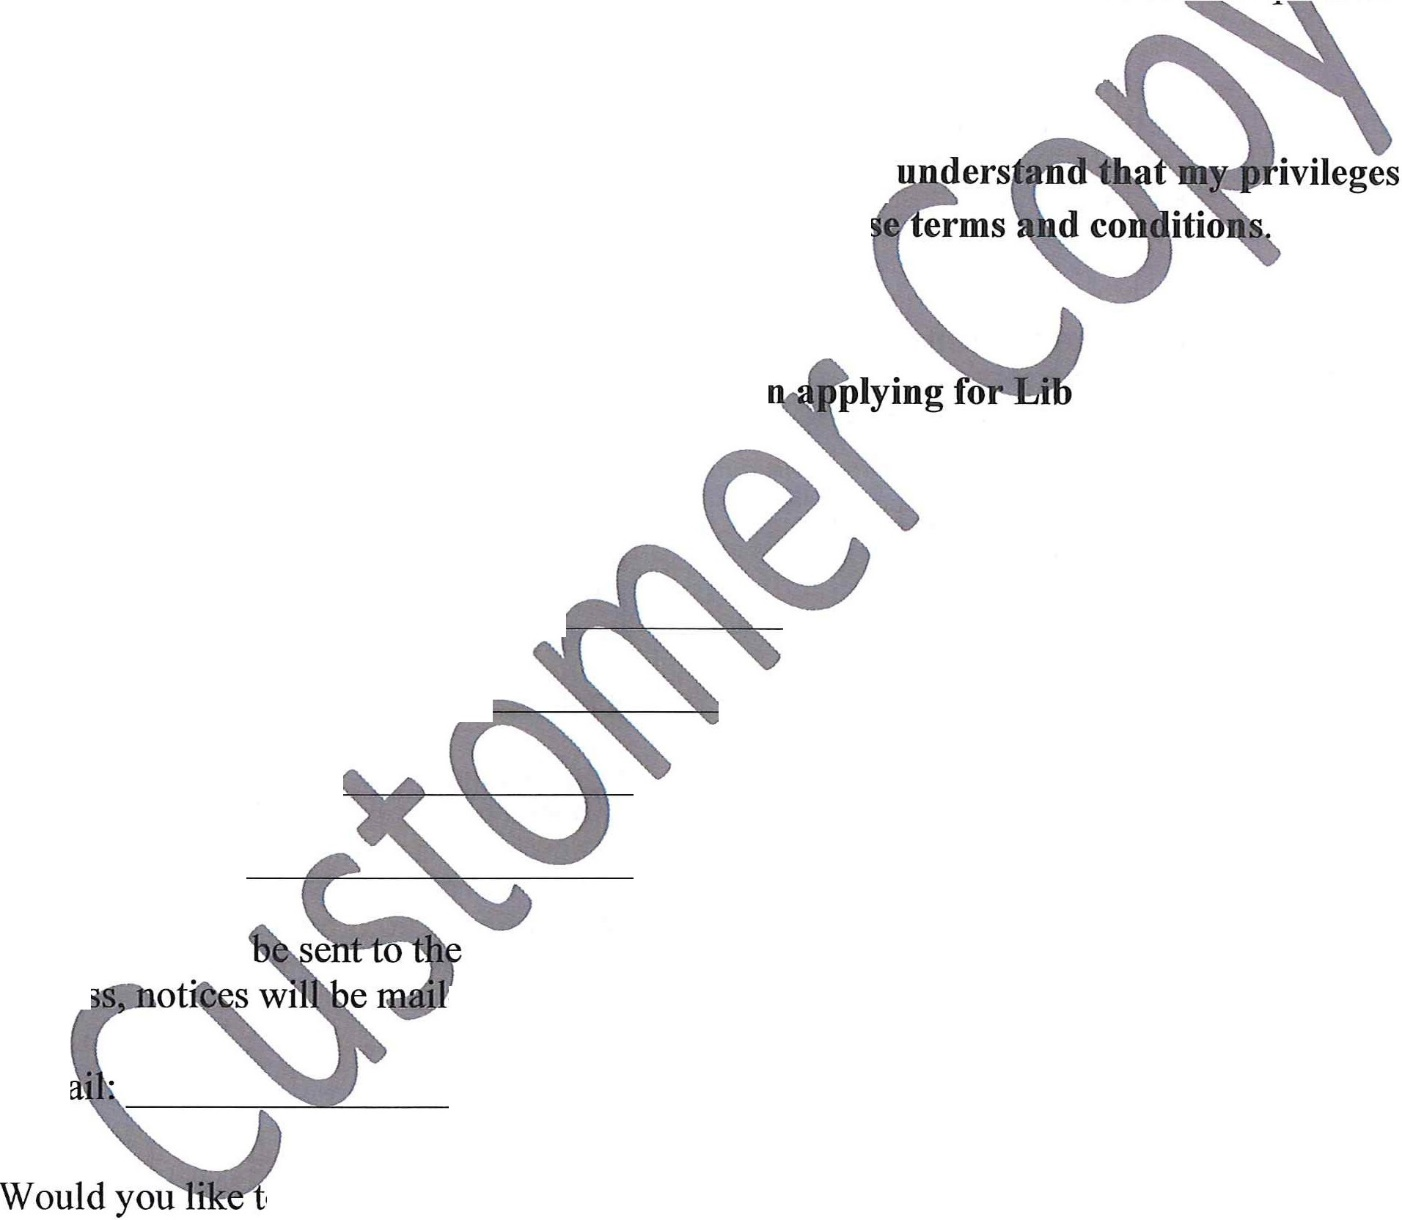 understand that my privileges
se terms and conditions.
n applying for Lib
be sent to the
ss, notices will be mail
ail:
Would you like t
Customer Copy